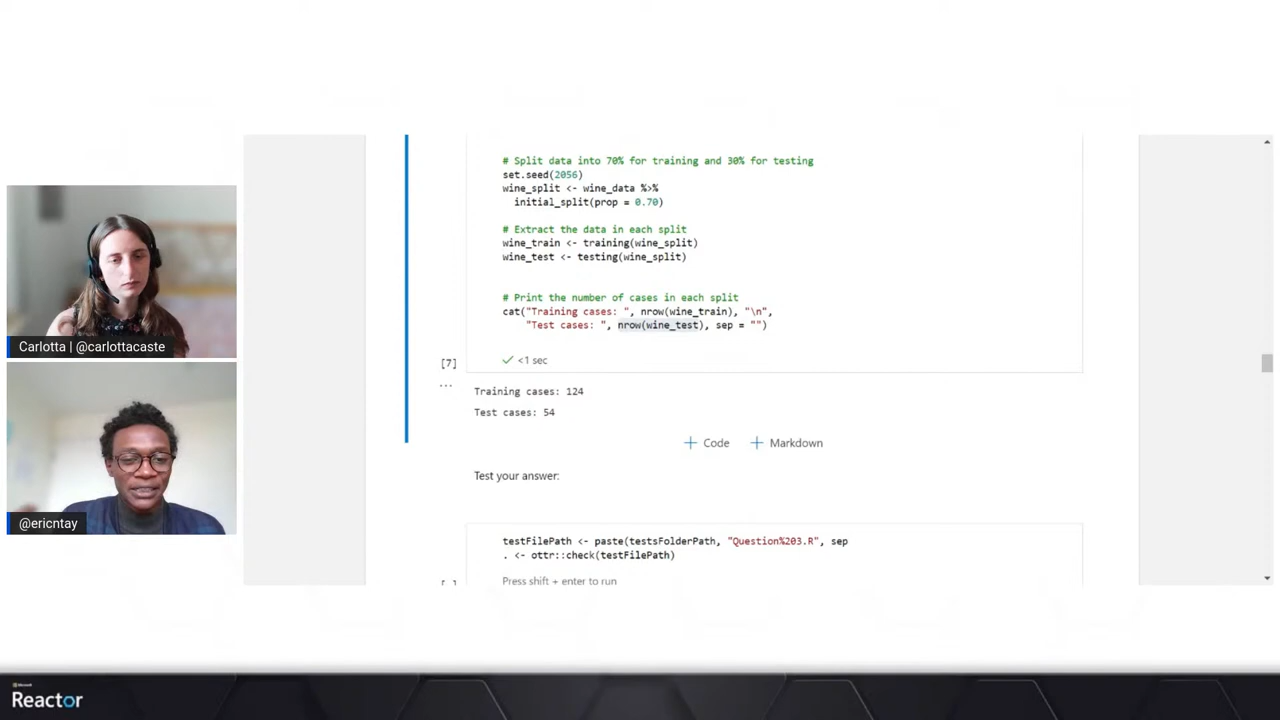 # Split data into 70% for training and 30% for testing
set.seed(2056)
wine_split <- wine_data %>%
initial_split(prop = 0.70)
# Extract the data in each split
wine_train <- training(wine_split)
wine_test <- testing(wine_split)
# Print the number of cases in each split
cat("Training cases: ", nrow(wine_train), "\n",
"Test cases: ", nrow(wine_test), sep = "")
[7]
<1 sec
...
Training cases: 124
Test cases: 54
+ Code + Markdown
Test your answer:
testFilePath <- paste(testsFolderPath, "Question%203.R", sep
. <- ottr::check(testFilePath)
[ ]
Press shift + enter to run
Carlotta | @carlottacaste
@ericntay
Microsoft
Reactor